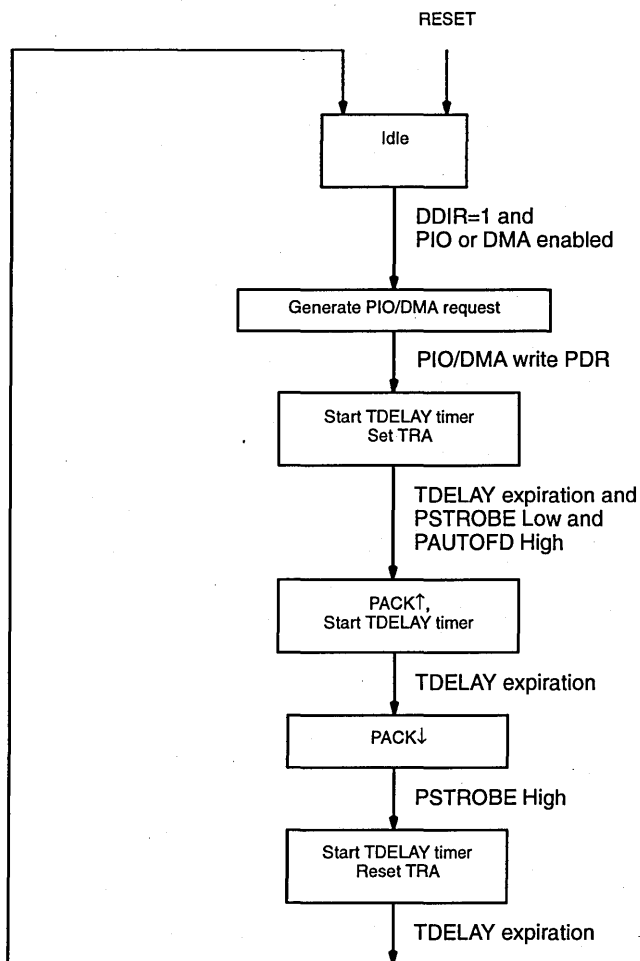 RESET
Idle
DDIR=1 and
PIO or DMA enabled
Generate PIO/DMA request
PIO/DMA write PDR
Start TDELAY timer
Set TRA
TDELAY expiration and
PSTROBE Low and
PAUTOFD High
PACK↑,
Start TDELAY timer
TDELAY expiration
PACK↓
PSTROBE High
Start TDELAY timer
Reset TRA
TDELAY expiration